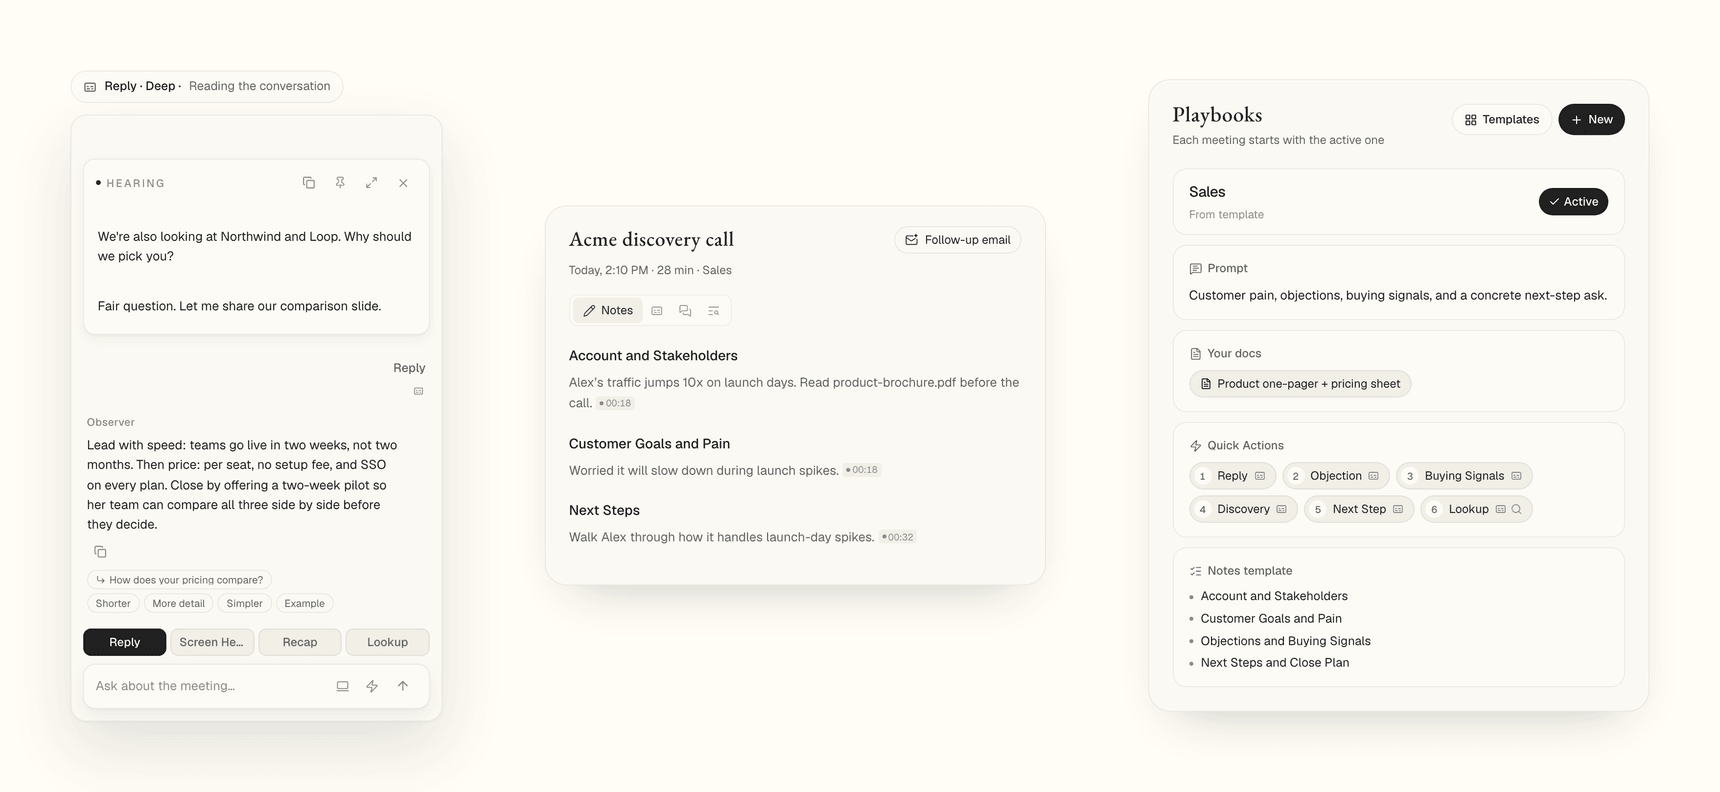 Reply · Deep · Reading the conversation
HEARING
We're also looking at Northwind and Loop. Why should
we pick you?
Fair question. Let me share our comparison slide.
Reply
Observer
Lead with speed: teams go live in two weeks, not two
months. Then price: per seat, no setup fee, and SSO
on every plan. Close by offering a two-week pilot so
her team can compare all three side by side before
they decide.
How does your pricing compare?
Shorter
More detail
Simpler
Example
Reply
Screen He...
Recap
Lookup
Ask about the meeting...
Acme discovery call
Follow-up email
Today, 2:10 PM · 28 min · Sales
Notes
Account and Stakeholders
Alex's traffic jumps 10x on launch days. Read product-brochure.pdf before the
call. 00:18
Customer Goals and Pain
Worried it will slow down during launch spikes. 00:18
Next Steps
Walk Alex through how it handles launch-day spikes. 00:32
Playbooks
Each meeting starts with the active one
Templates
New
Sales
From template
Active
Prompt
Customer pain, objections, buying signals, and a concrete next-step ask.
Your docs
Product one-pager + pricing sheet
Quick Actions
1 Reply
2 Objection
3 Buying Signals
4 Discovery
5 Next Step
6 Lookup
Notes template
Account and Stakeholders
Customer Goals and Pain
Objections and Buying Signals
Next Steps and Close Plan